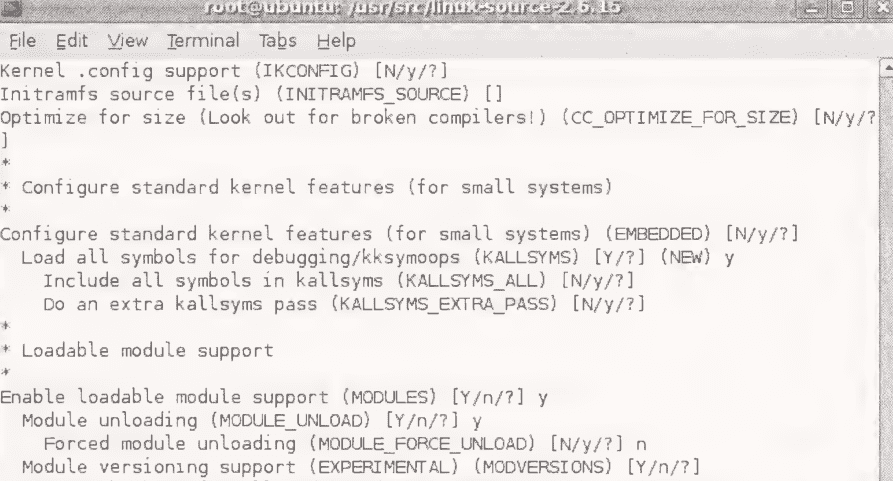 root@ubuntu: /usr/src/linux-source-2.6.15
File Edit View Terminal Tabs Help
Kernel .config support (IKCONFIG) [N/y/?]
Initramfs source file(s) (INITRAMFS_SOURCE) []
Optimize for size (Look out for broken compilers!) (CC_OPTIMIZE_FOR_SIZE) [N/y/?
]
*
* Configure standard kernel features (for small systems)
*
Configure standard kernel features (for small systems) (EMBEDDED) [N/y/?]
Load all symbols for debugging/kksymoops (KALLSYMS) [Y/?] (NEW) y
Include all symbols in kallsyms (KALLSYMS_ALL) [N/y/?]
Do an extra kallsyms pass (KALLSYMS_EXTRA_PASS) [N/y/?]
*
* Loadable module support
*
Enable loadable module support (MODULES) [Y/n/?] y
Module unloading (MODULE_UNLOAD) [Y/n/?] y
Forced module unloading (MODULE_FORCE_UNLOAD) [N/y/?] n
Module versioning support (EXPERIMENTAL) (MODVERSIONS) [Y/n/?]